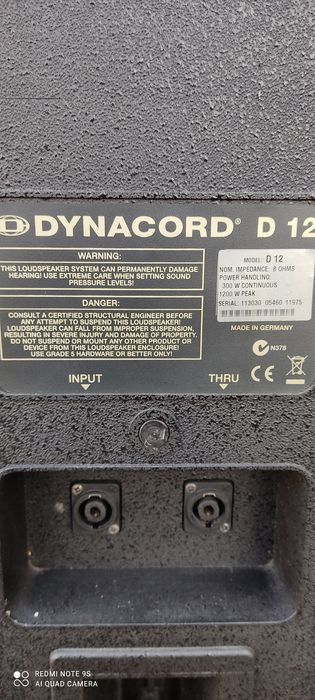 DYNACORD® D 12
WARNING:
THIS LOUDSPEAKER SYSTEM CAN PERMANENTLY DAMAGE
HEARING! USE EXTREME CARE WHEN SETTING SOUND
PRESSURE LEVELS!
DANGER:
CONSULT A CERTIFIED STRUCTURAL ENGINEER BEFORE
ANY ATTEMPT TO SUSPEND THIS LOUDSPEAKER!
LOUDSPEAKER CAN FALL FROM IMPROPER SUSPENSION,
RESULTING IN SEVERE INJURY AND DAMAGE OF PROPERTY.
DO NOT SUSPEND OR MOUNT ANY OTHER PRODUCT OR
DEVICE FROM THIS LOUDSPEAKER ENCLOSURE!
USE GRADE 5 HARDWARE OR BETTER ONLY!
MODEL: D 12
NOM. IMPEDANCE: 8 OHMS
POWER HANDLING:
300 W CONTINUOUS
1200 W PEAK
SERIAL: 113030 05460 11975
MADE IN GERMANY
N378
CE
INPUT
THRU
REDMI NOTE 9S
AI QUAD CAMERA